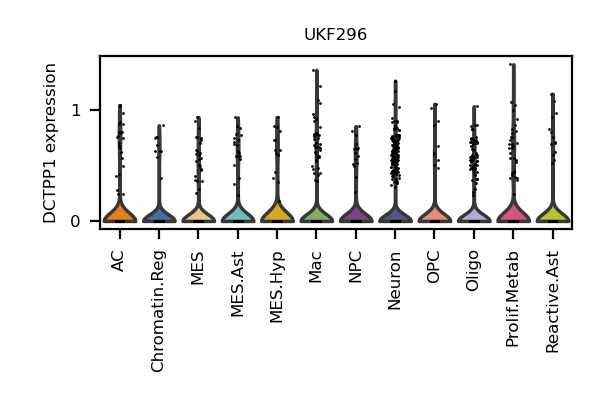 UKF296
DCTPP1 expression
1
0
AC
Chromatin.Reg
MES
MES.Ast
MES.Hyp
Mac
NPC
Neuron
OPC
Oligo
Prolif.Metab
Reactive.Ast